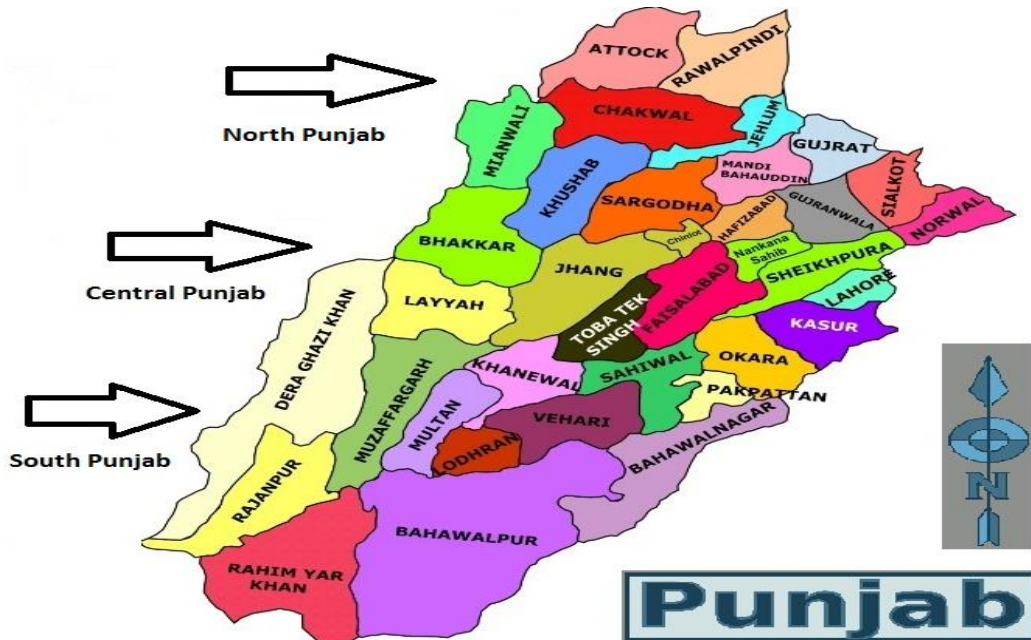 ATTOCK
RAWALPINDI
North Punjab
CHAKWAL
JEHLUM
MIANWALI
GUJRAT
MANDI
BAHAUDDIN
SIALKOT
KHUSHAB
SARGODHA
HAFIZABAD
GUJRANWALA
NORWAL
BHAKKAR
Chiniot
Nankana
Sahib
SHEIKHPURA
Central Punjab
JHANG
LAHORE
LAYYAH
FAISALABAD
TOBA TEK
SINGH
KASUR
DERA GHAZI KHAN
OKARA
KHANEWAL
SAHIWAL
PAKPATTAN
MUZAFFARGARH
MULTAN
VEHARI
BAHAWALNAGAR
South Punjab
LODHRAN
RAJANPUR
N
BAHAWALPUR
RAHIM YAR
KHAN
Punjab